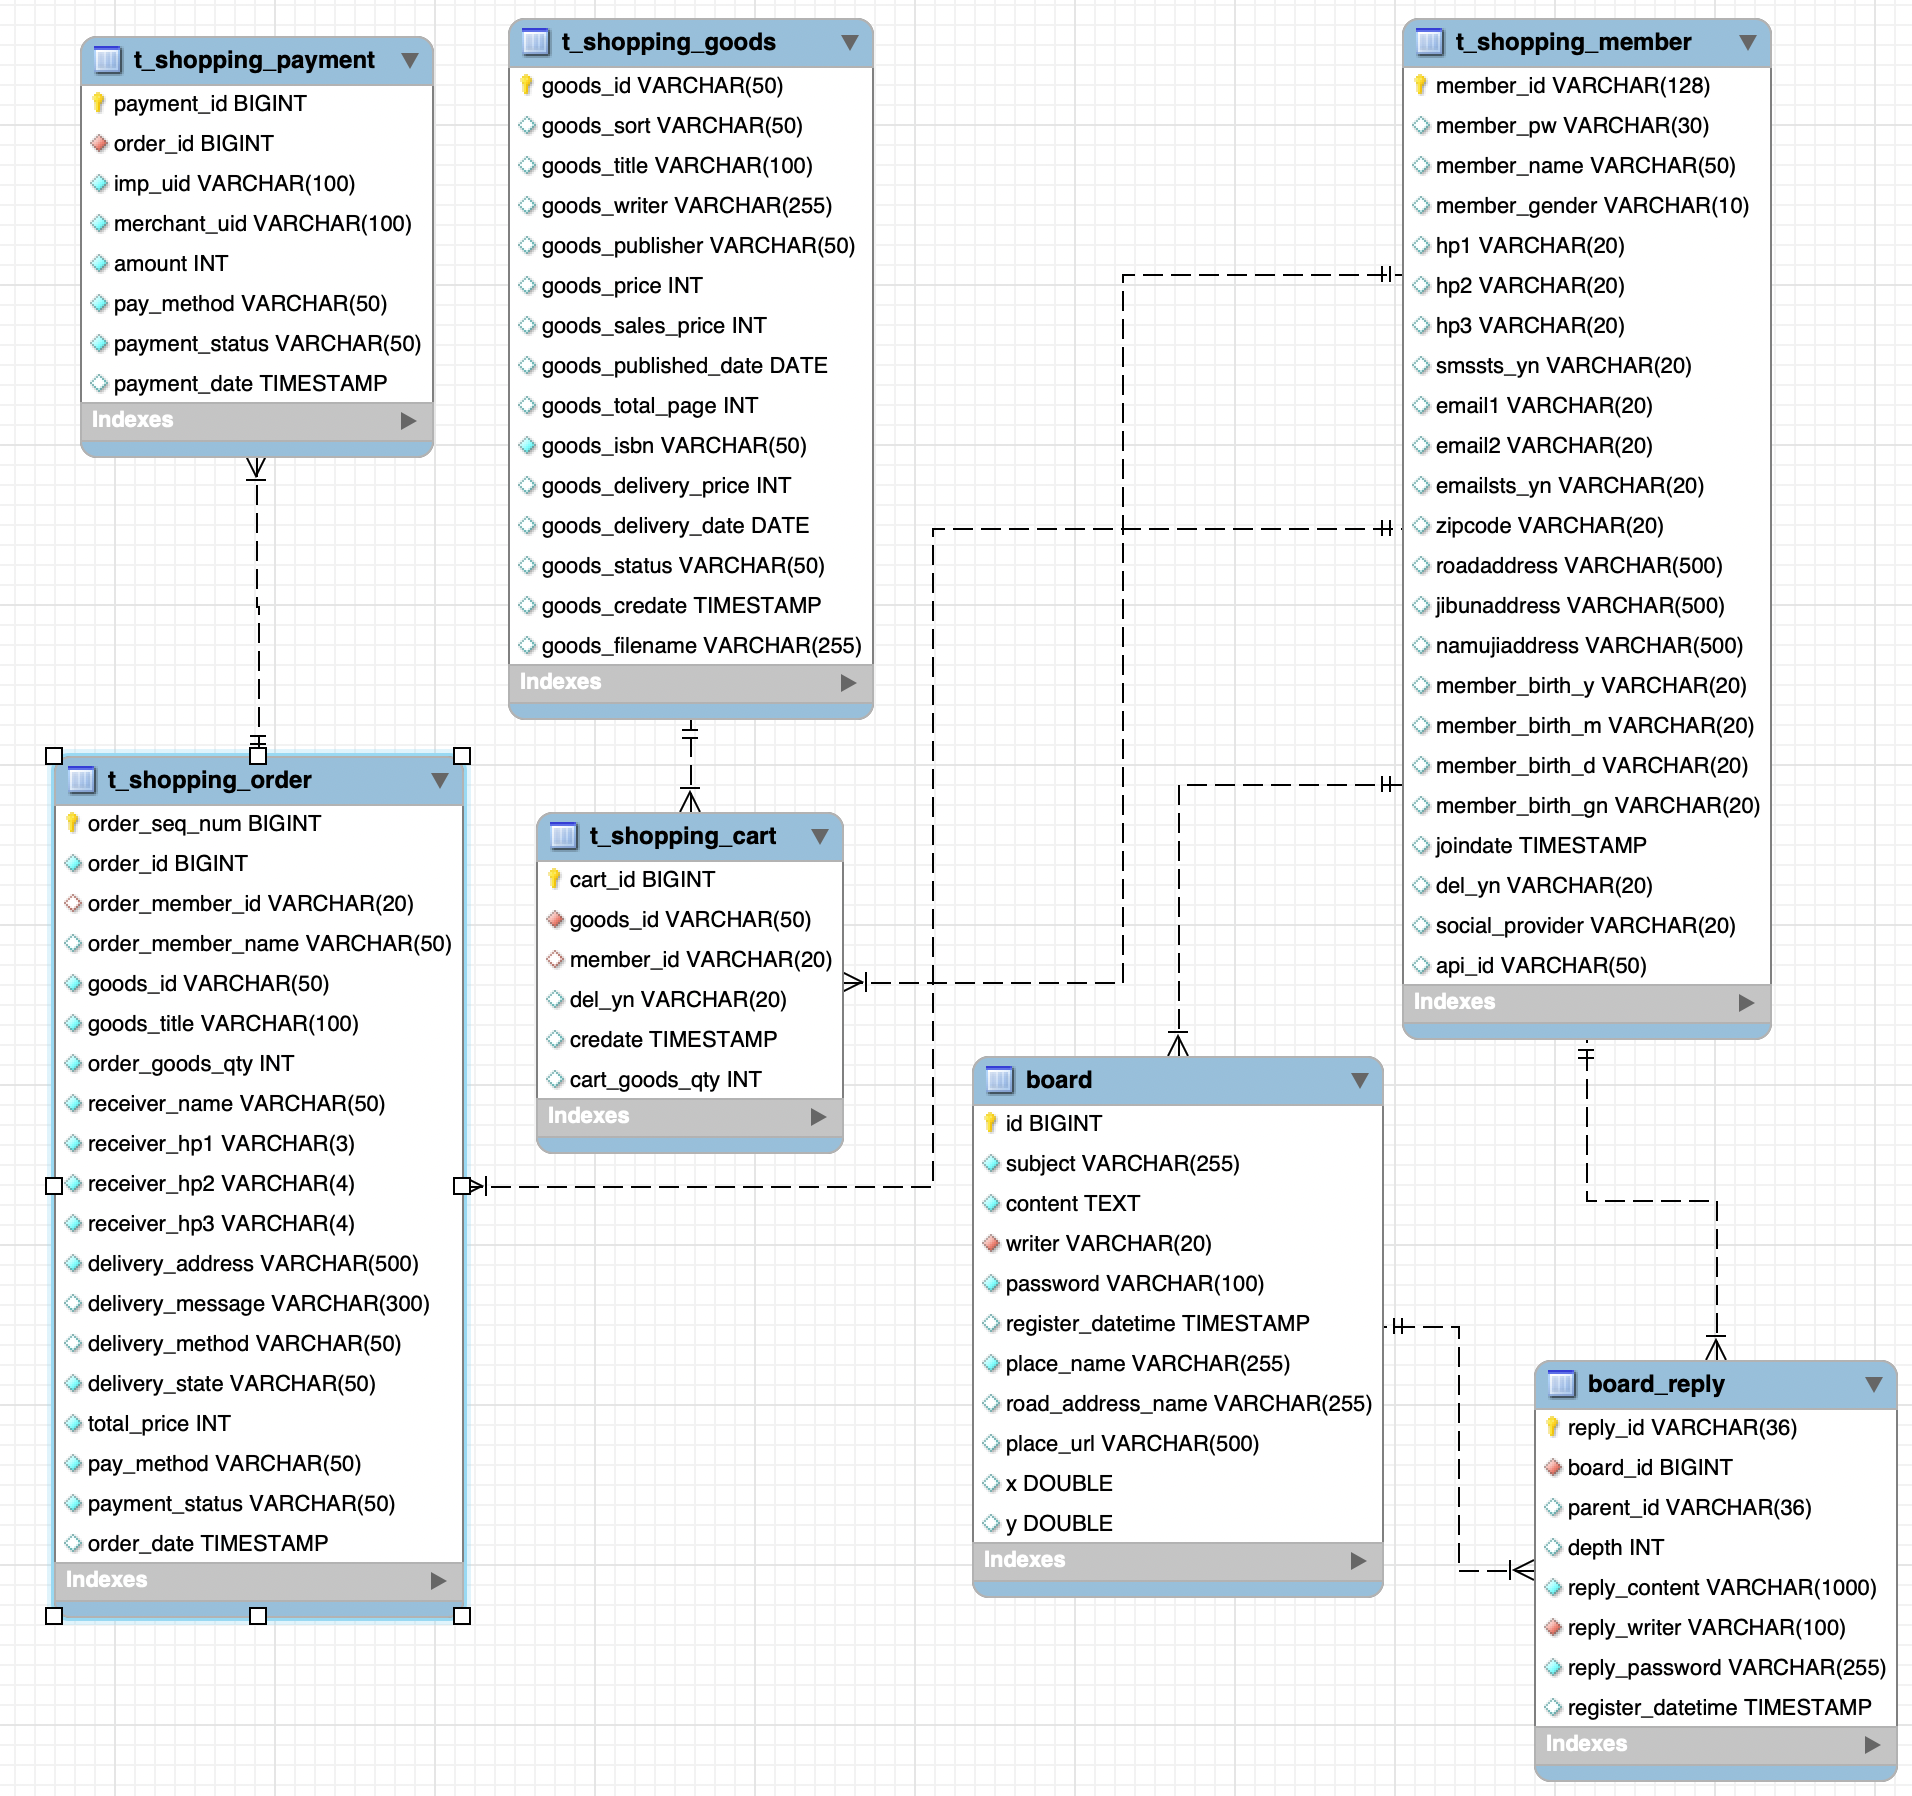 t_shopping_payment
payment_id BIGINT
order_id BIGINT
imp_uid VARCHAR(100)
merchant_uid VARCHAR(100)
amount INT
pay_method VARCHAR(50)
payment_status VARCHAR(50)
payment_date TIMESTAMP
Indexes
t_shopping_goods
goods_id VARCHAR(50)
goods_sort VARCHAR(50)
goods_title VARCHAR(100)
goods_writer VARCHAR(255)
goods_publisher VARCHAR(50)
goods_price INT
goods_sales_price INT
goods_published_date DATE
goods_total_page INT
goods_isbn VARCHAR(50)
goods_delivery_price INT
goods_delivery_date DATE
goods_status VARCHAR(50)
goods_credate TIMESTAMP
goods_filename VARCHAR(255)
Indexes
t_shopping_member
member_id VARCHAR(128)
member_pw VARCHAR(30)
member_name VARCHAR(50)
member_gender VARCHAR(10)
hp1 VARCHAR(20)
hp2 VARCHAR(20)
hp3 VARCHAR(20)
smssts_yn VARCHAR(20)
email1 VARCHAR(20)
email2 VARCHAR(20)
emailsts_yn VARCHAR(20)
zipcode VARCHAR(20)
roadaddress VARCHAR(500)
jibunaddress VARCHAR(500)
namujiaddress VARCHAR(500)
member_birth_y VARCHAR(20)
member_birth_m VARCHAR(20)
member_birth_d VARCHAR(20)
member_birth_gn VARCHAR(20)
joindate TIMESTAMP
del_yn VARCHAR(20)
social_provider VARCHAR(20)
api_id VARCHAR(50)
Indexes
t_shopping_order
order_seq_num BIGINT
order_id BIGINT
order_member_id VARCHAR(20)
order_member_name VARCHAR(50)
goods_id VARCHAR(50)
goods_title VARCHAR(100)
order_goods_qty INT
receiver_name VARCHAR(50)
receiver_hp1 VARCHAR(3)
receiver_hp2 VARCHAR(4)
receiver_hp3 VARCHAR(4)
delivery_address VARCHAR(500)
delivery_message VARCHAR(300)
delivery_method VARCHAR(50)
delivery_state VARCHAR(50)
total_price INT
pay_method VARCHAR(50)
payment_status VARCHAR(50)
order_date TIMESTAMP
Indexes
t_shopping_cart
cart_id BIGINT
goods_id VARCHAR(50)
member_id VARCHAR(20)
del_yn VARCHAR(20)
credate TIMESTAMP
cart_goods_qty INT
Indexes
board
id BIGINT
subject VARCHAR(255)
content TEXT
writer VARCHAR(20)
password VARCHAR(100)
register_datetime TIMESTAMP
place_name VARCHAR(255)
road_address_name VARCHAR(255)
place_url VARCHAR(500)
x DOUBLE
y DOUBLE
Indexes
board_reply
reply_id VARCHAR(36)
board_id BIGINT
parent_id VARCHAR(36)
depth INT
reply_content VARCHAR(1000)
reply_writer VARCHAR(100)
reply_password VARCHAR(255)
register_datetime TIMESTAMP
Indexes